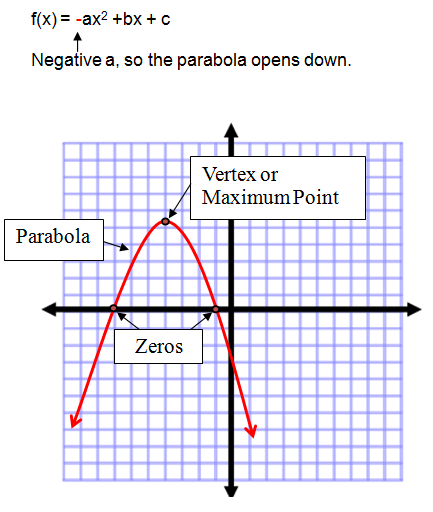 f(x) = -ax² +bx + c
Negative a, so the parabola opens down.
Vertex or
Maximum Point
Parabola
Zeros